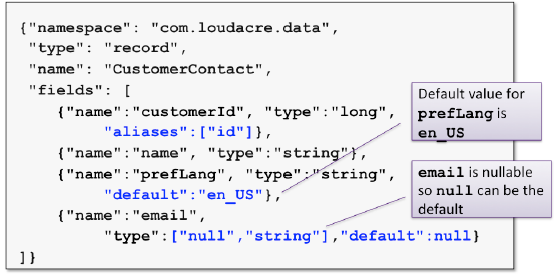 {"namespace": "com.loudacre.data",
"type": "record",
"name": "CustomerContact",
"fields": [
{"name":"customerId", "type":"long",
"aliases":["id"]},
{"name":"name", "type":"string"},
{"name":"prefLang", "type":"string",
"default":"en_US"},
{"name":"email",
"type":["null","string"],"default":null}
]}
Default value for
prefLang is
en_US
email is nullable
so null can be the
default